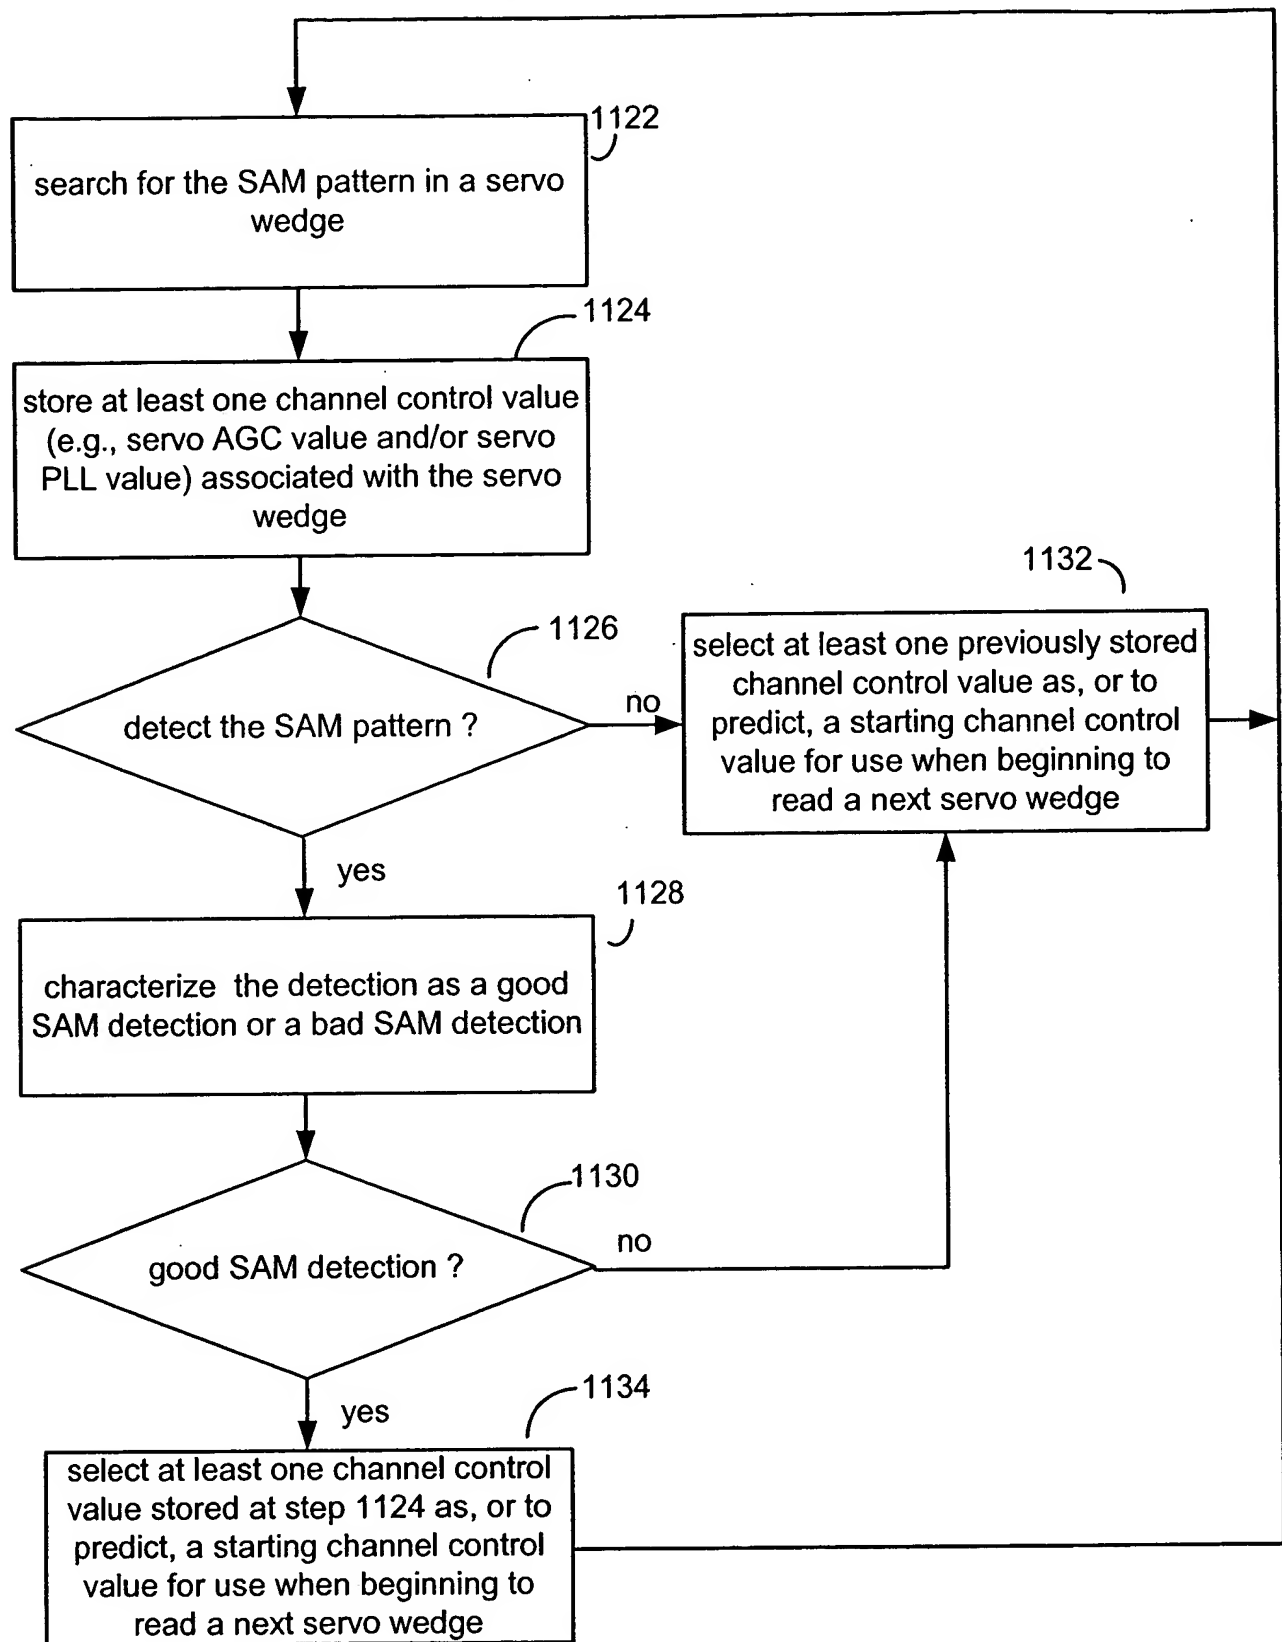 1122
search for the SAM pattern in a servo
wedge
1124
store at least one channel control value
(e.g., servo AGC value and/or servo
PLL value) associated with the servo
wedge
1126
detect the SAM pattern ?
no
yes
1132
select at least one previously stored
channel control value as, or to
predict, a starting channel control
value for use when beginning to
read a next servo wedge
1128
characterize the detection as a good
SAM detection or a bad SAM detection
1130
good SAM detection ?
no
yes
1134
select at least one channel control
value stored at step 1124 as, or to
predict, a starting channel control
value for use when beginning to
read a next servo wedge